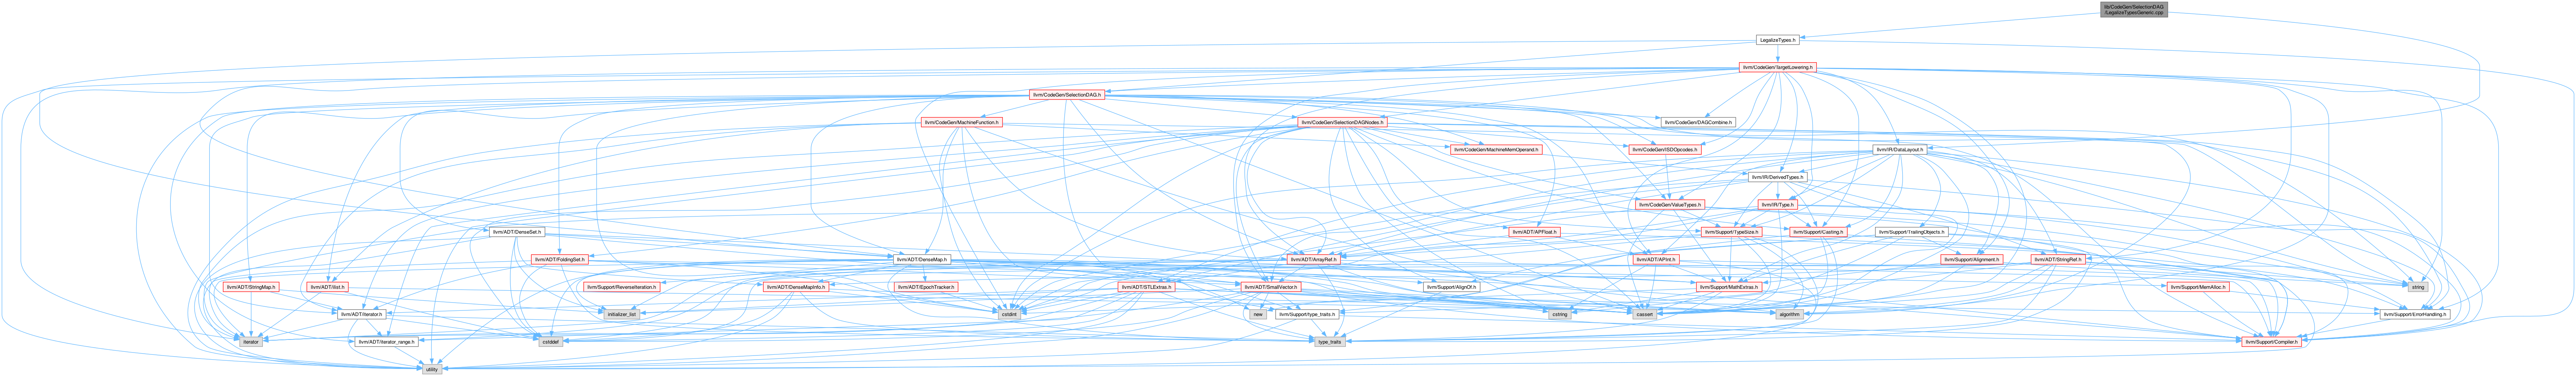 lib/CodeGen/SelectionDAG
/LegalizeTypesGeneric.cpp
LegalizeTypes.h
llvm/CodeGen/TargetLowering.h
llvm/CodeGen/SelectionDAG.h
llvm/CodeGen/MachineFunction.h
llvm/CodeGen/SelectionDAGNodes.h
llvm/CodeGen/DAGCombine.h
llvm/CodeGen/MachineMemOperand.h
llvm/CodeGen/ISDOpcodes.h
llvm/IR/DataLayout.h
llvm/IR/DerivedTypes.h
llvm/CodeGen/ValueTypes.h
llvm/IR/Type.h
llvm/ADT/DenseSet.h
llvm/ADT/APFloat.h
llvm/Support/TypeSize.h
llvm/Support/Casting.h
llvm/Support/TrailingObjects.h
llvm/ADT/FoldingSet.h
llvm/ADT/DenseMap.h
llvm/ADT/ArrayRef.h
llvm/ADT/APInt.h
llvm/Support/Alignment.h
llvm/ADT/StringRef.h
llvm/ADT/StringMap.h
llvm/ADT/ilist.h
llvm/Support/ReverseIteration.h
llvm/ADT/DenseMapInfo.h
llvm/ADT/EpochTracker.h
llvm/ADT/STLExtras.h
llvm/ADT/SmallVector.h
llvm/Support/AlignOf.h
llvm/Support/MathExtras.h
llvm/Support/MemAlloc.h
string
llvm/ADT/iterator.h
initializer_list
cstdint
new
llvm/Support/type_traits.h
cstring
cassert
algorithm
llvm/Support/ErrorHandling.h
iterator
llvm/ADT/iterator_range.h
cstddef
type_traits
llvm/Support/Compiler.h
utility